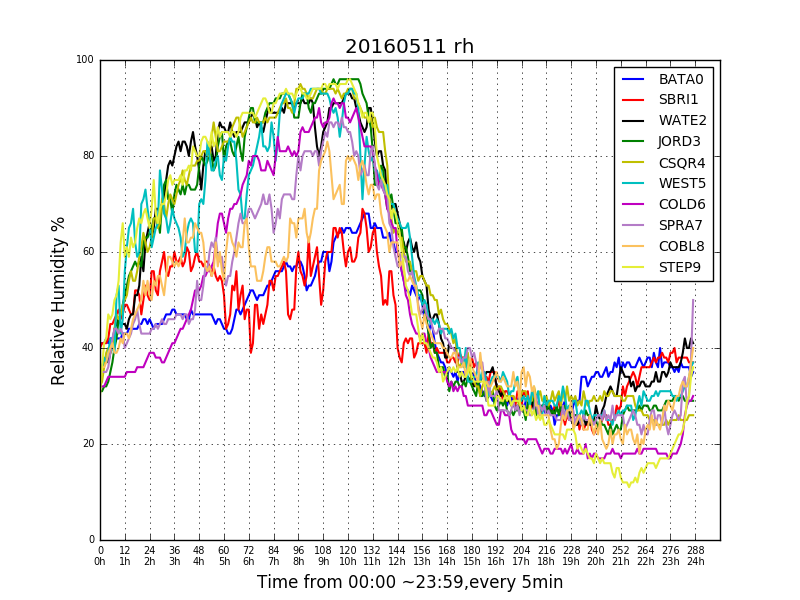 20160511 rh
100
80
60
40
20
0
Relative Humidity %
BATA0
SBRI1
WATE2
JORD3
CSQR4
WEST5
COLD6
SPRA7
COBL8
STEP9
0 12 24 36 48 60 72 84 96 108 120 132 144 156 168 180 192 204 216 228 240 252 264 276 288
0h 1h 2h 3h 4h 5h 6h 7h 8h 9h 10h 11h 12h 13h 14h 15h 16h 17h 18h 19h 20h 21h 22h 23h 24h
Time from 00:00 ~23:59,every 5min